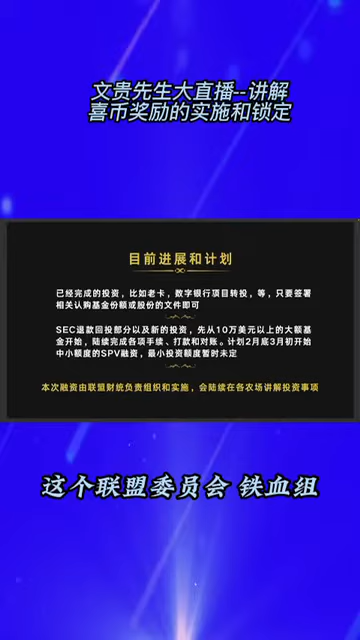 文贵先生大直播--讲解
喜币奖励的实施和锁定
目前进展和计划
已经完成的投资，比如老卡，数字银行项目转投，等，只要签署
相关认购基金份额或股份的文件即可
SEC退款回投部分以及新的投资，先从10万美元以上的大额基
金开始，陆续完成各项手续、打款和对账。计划2月底3月初开始
中小额度的SPV融资，最小投资额度暂时未定
本次融资由联盟财统负责组织和实施，会陆续在各农场讲解投资事项
这个联盟委员会 铁血组